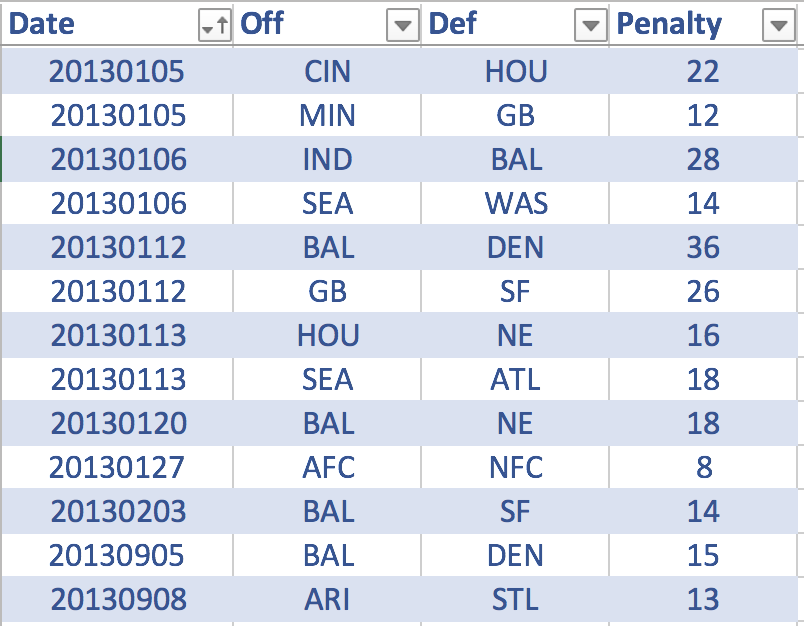 Date Off Def Penalty
20130105 CIN HOU 22
20130105 MIN GB 12
20130106 IND BAL 28
20130106 SEA WAS 14
20130112 BAL DEN 36
20130112 GB SF 26
20130113 HOU NE 16
20130113 SEA ATL 18
20130120 BAL NE 18
20130127 AFC NFC 8
20130203 BAL SF 14
20130905 BAL DEN 15
20130908 ARI STL 13